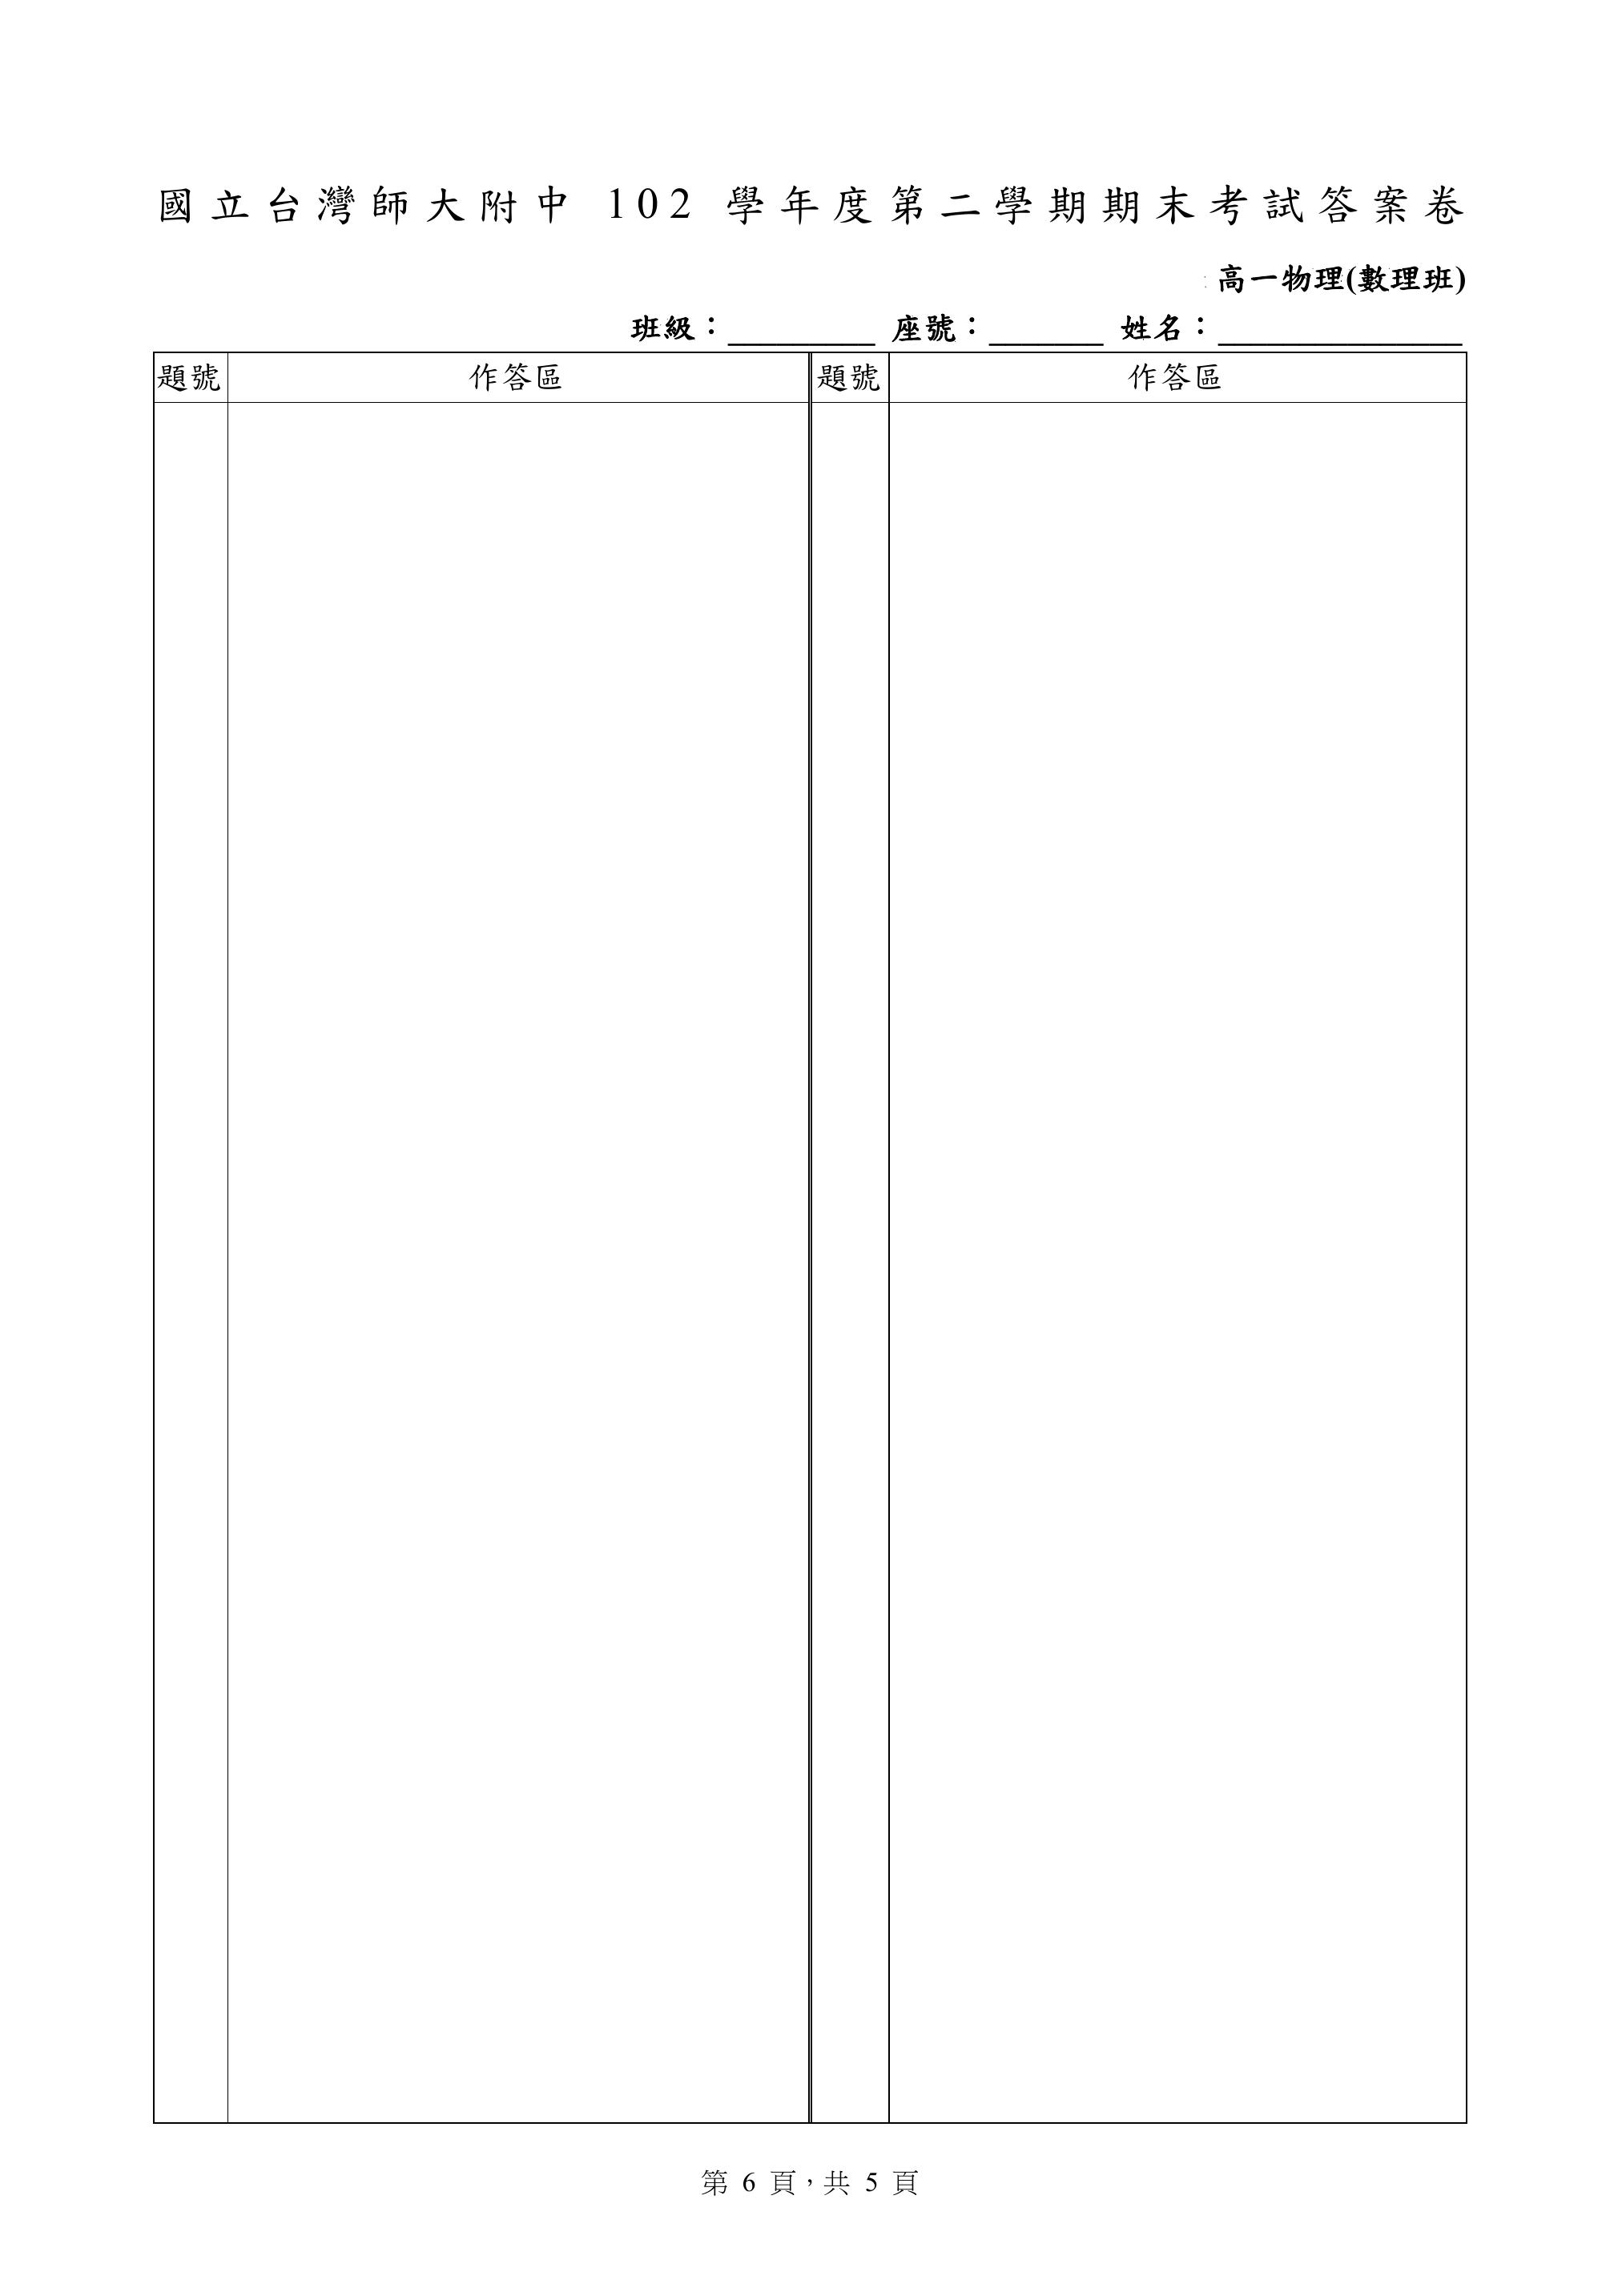 國立台灣師大附中 102 學年度第二學期期末考試答案卷
高一物理(數理班)
班級：_________ 座號：_______ 姓名：_______________
題號 作答區 題號 作答區
第 6 頁，共 5 頁